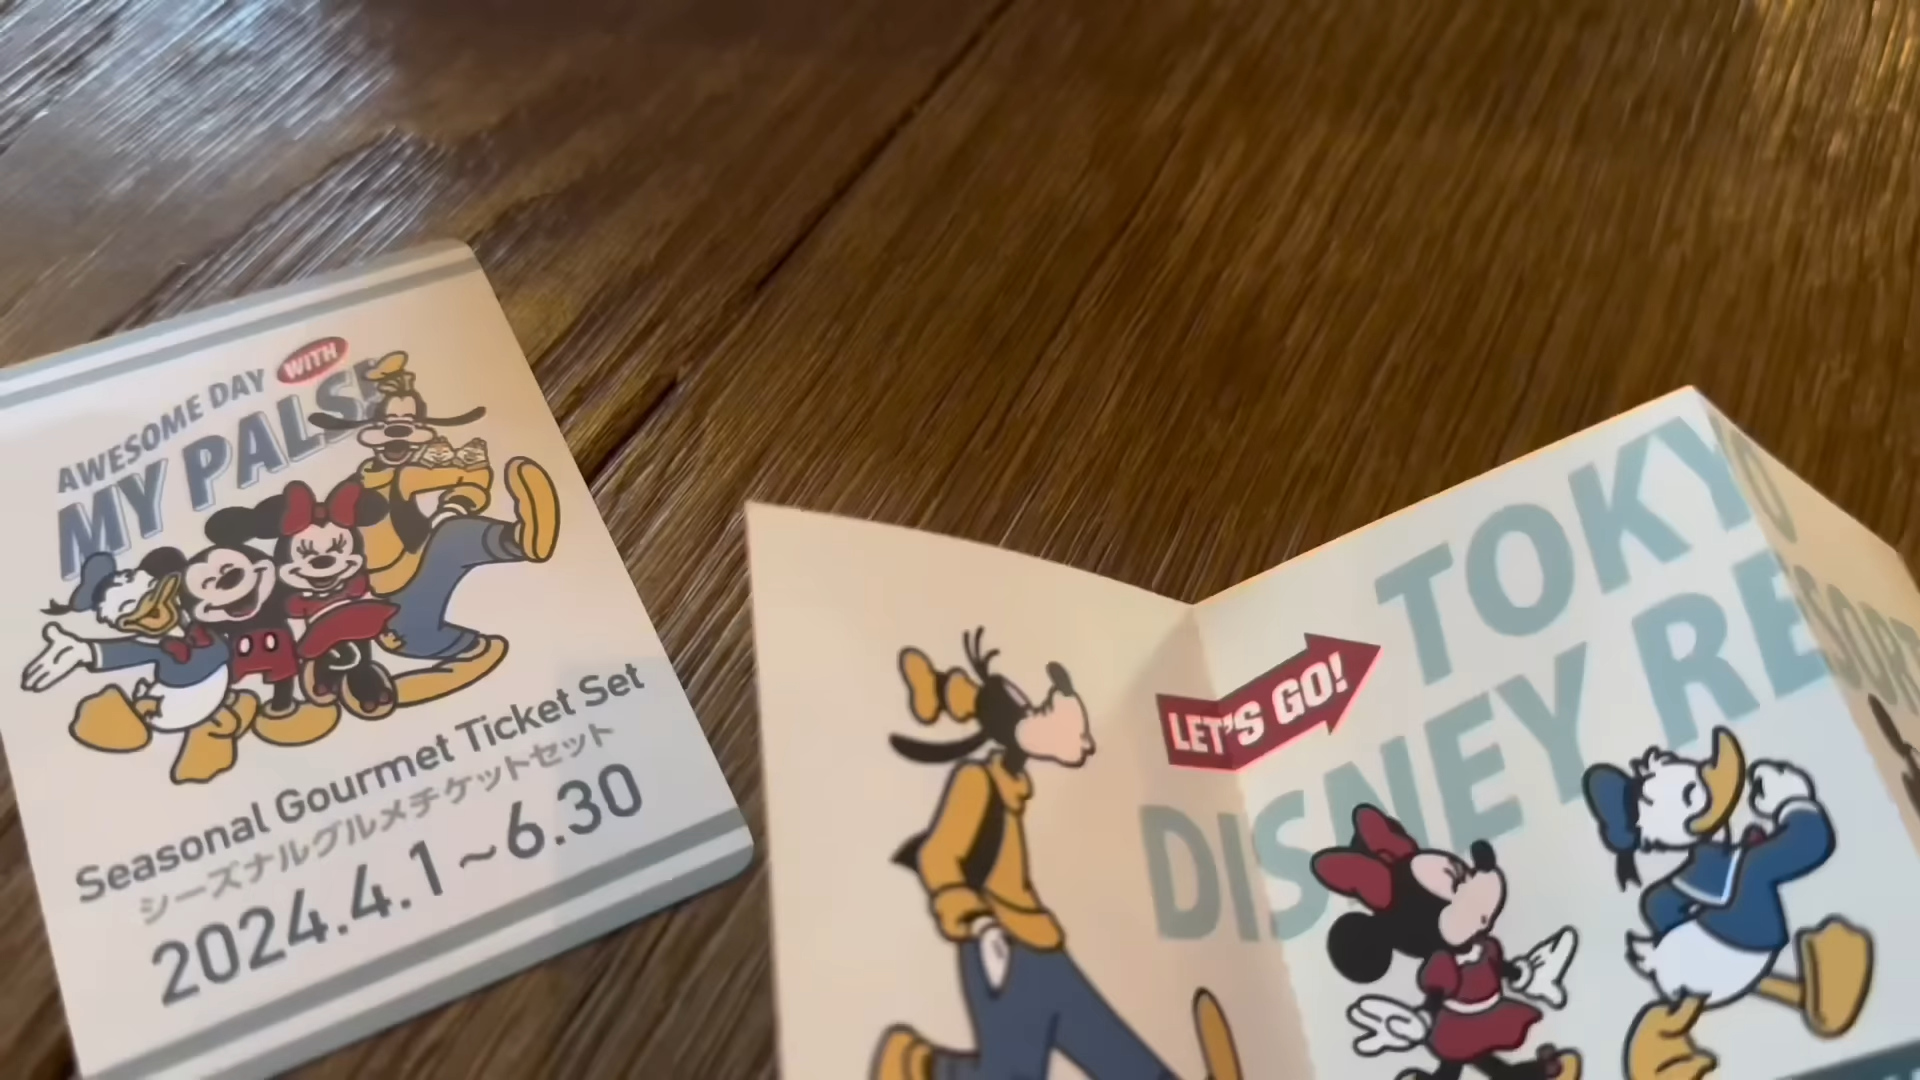 AWESOME DAY WITH
MY PALS!
Seasonal Gourmet Ticket Set
シーズナルグルメチケットセット
2024.4.1~6.30
LET'S GO!
TOKYO
DISNEY RESORT